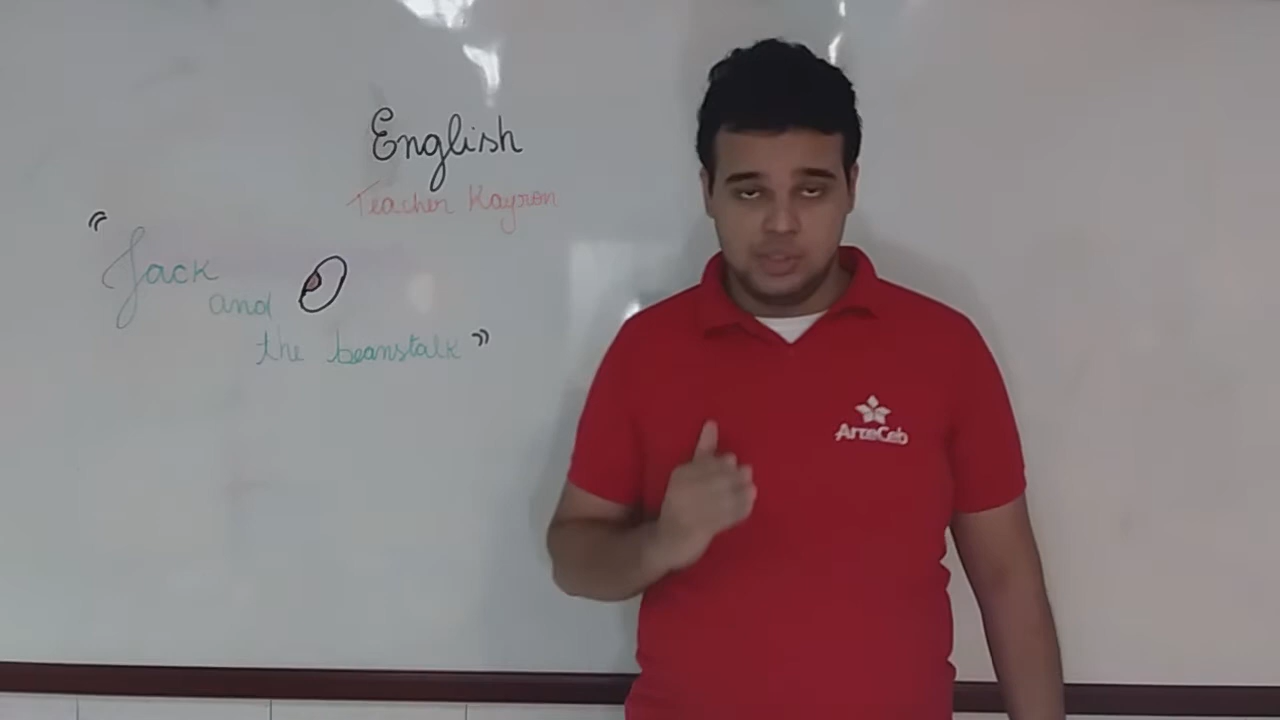 English
Teacher Kayron
"Jack
and
the beanstalk"
ArteCeb